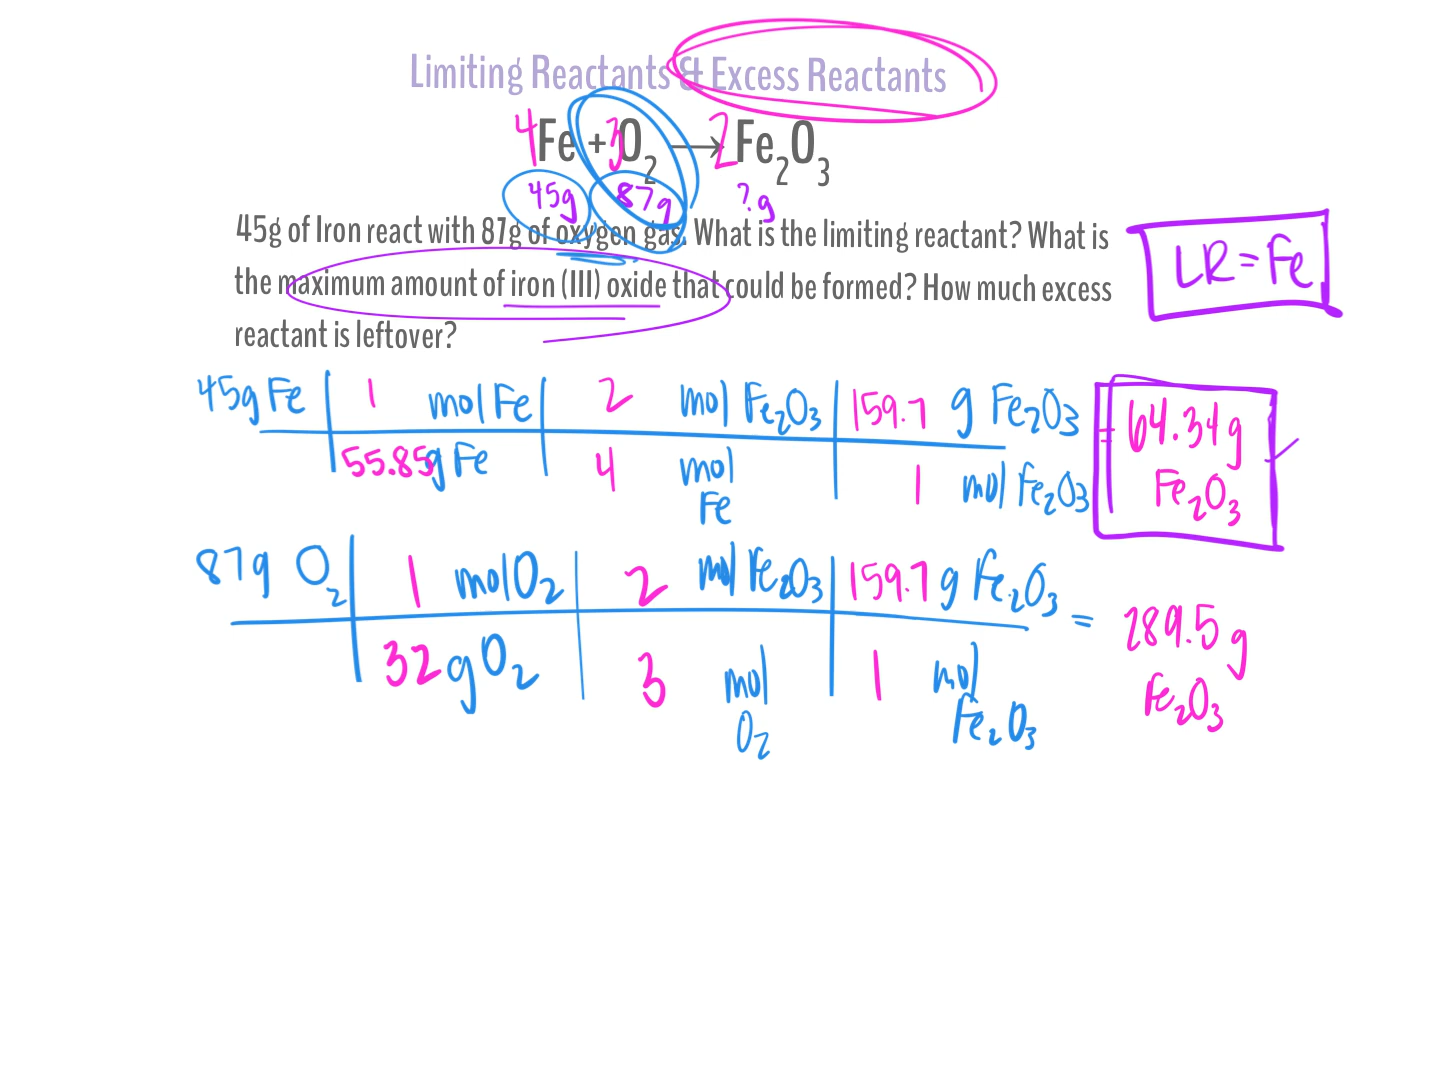 Limiting Reactants & Excess Reactants
4Fe + 3O₂ → 2Fe₂O₃
45g 87g ?g
45g of Iron react with 87g of oxygen gas. What is the limiting reactant? What is
the maximum amount of iron (III) oxide that could be formed? How much excess
reactant is leftover?
LR = Fe
45g Fe | 1 mol Fe | 2 mol Fe₂O₃ | 159.7 g Fe₂O₃ = 64.34g
55.85g Fe | 4 mol Fe | 1 mol Fe₂O₃ Fe₂O₃
87g O₂ | 1 mol O₂ | 2 mol Fe₂O₃ | 159.7 g Fe₂O₃ = 289.5 g
32 g O₂ | 3 mol O₂ | 1 mol Fe₂O₃ Fe₂O₃